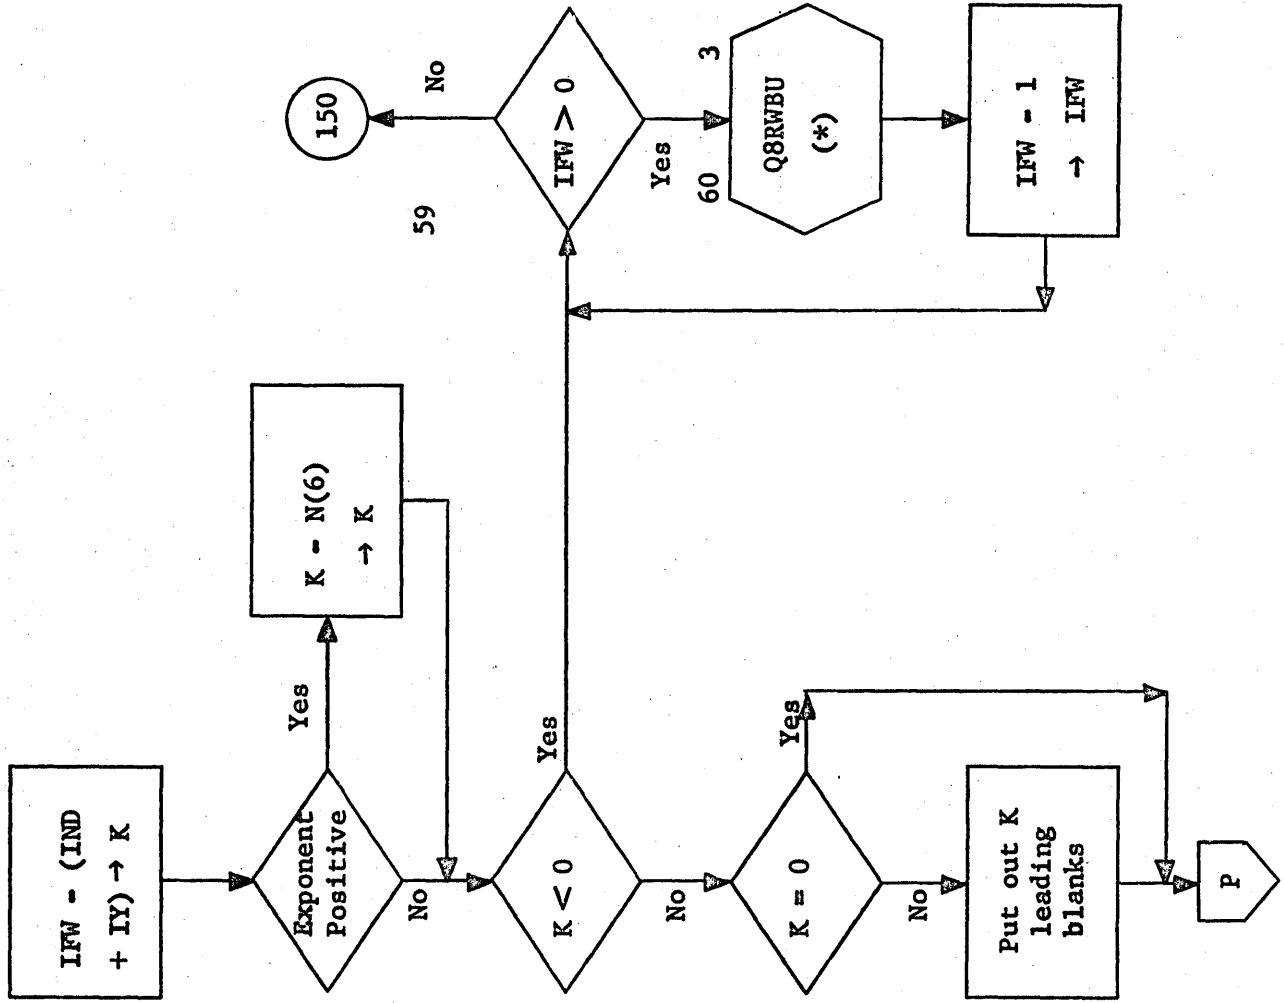 IFW - (IND
+ IY) → K
Exponent
Positive
Yes
K - N(6)
→ K
No
K < 0
Yes
No
K = 0
Yes
No
Put out K
leading
blanks
P
150
No
59
IFW > 0
Yes
60
3
Q8RWBU
(*)
IFW - 1
→ IFW